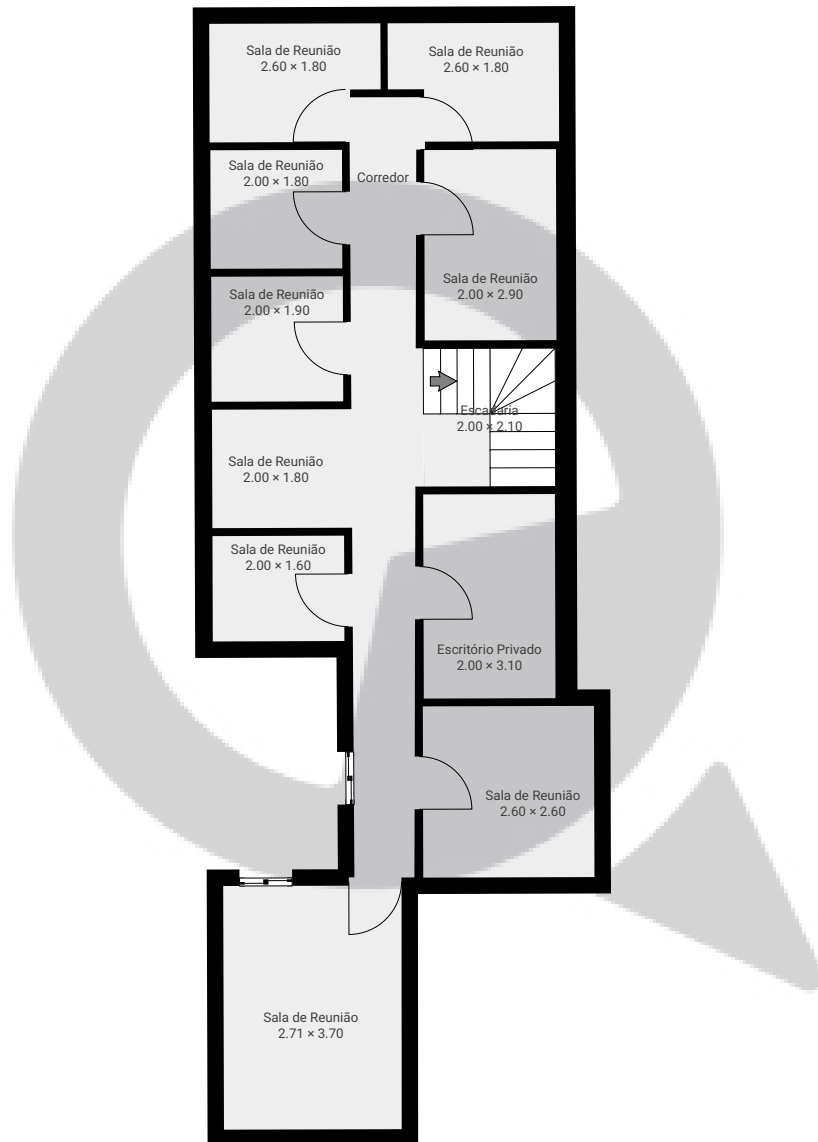 Sala de Reunião
2.60 × 1.80
Sala de Reunião
2.60 × 1.80
Sala de Reunião
2.00 × 1.80
Corredor
Sala de Reunião
2.00 × 2.90
Sala de Reunião
2.00 × 1.90
Escadaria
2.00 × 2.10
Sala de Reunião
2.00 × 1.80
Sala de Reunião
2.00 × 1.60
Escritório Privado
2.00 × 3.10
Sala de Reunião
2.60 × 2.60
Sala de Reunião
2.71 × 3.70